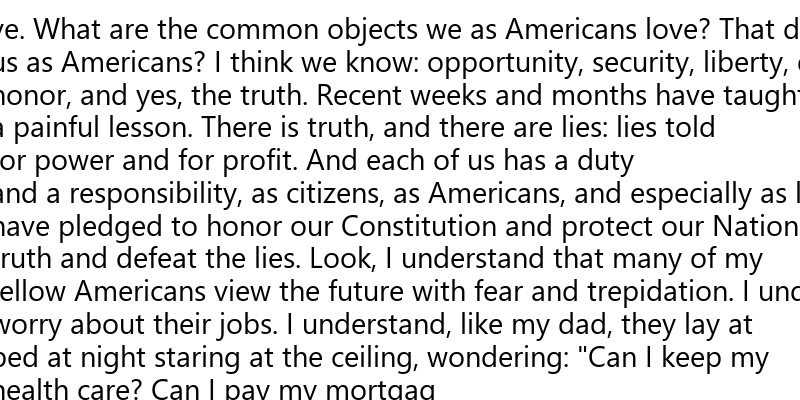 ve. What are the common objects we as Americans love? That d
us as Americans? I think we know: opportunity, security, liberty,
honor, and yes, the truth. Recent weeks and months have taught
a painful lesson. There is truth, and there are lies: lies told
or power and for profit. And each of us has a duty
and a responsibility, as citizens, as Americans, and especially as l
have pledged to honor our Constitution and protect our Nation
ruth and defeat the lies. Look, I understand that many of my
ellow Americans view the future with fear and trepidation. I und
worry about their jobs. I understand, like my dad, they lay at
bed at night staring at the ceiling, wondering: "Can I keep my
health care? Can I pay my mortgag